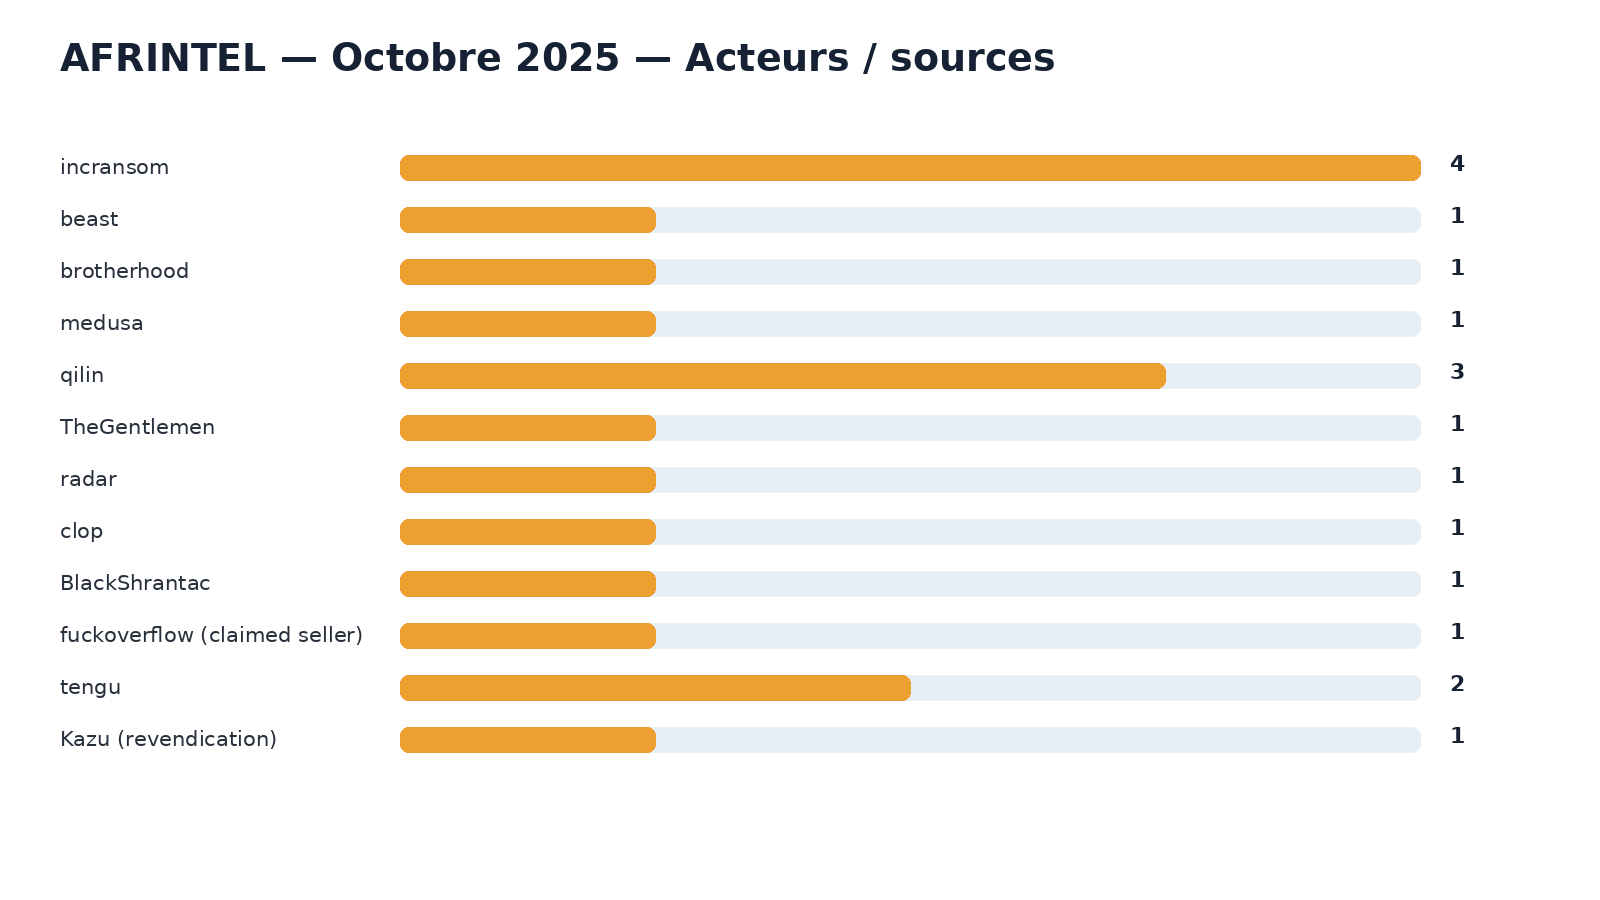 AFRINTEL — Octobre 2025 — Acteurs / sources
incransom 4
beast 1
brotherhood 1
medusa 1
qilin 3
TheGentlemen 1
radar 1
clop 1
BlackShrantac 1
fuckoverflow (claimed seller) 1
tengu 2
Kazu (revendication) 1